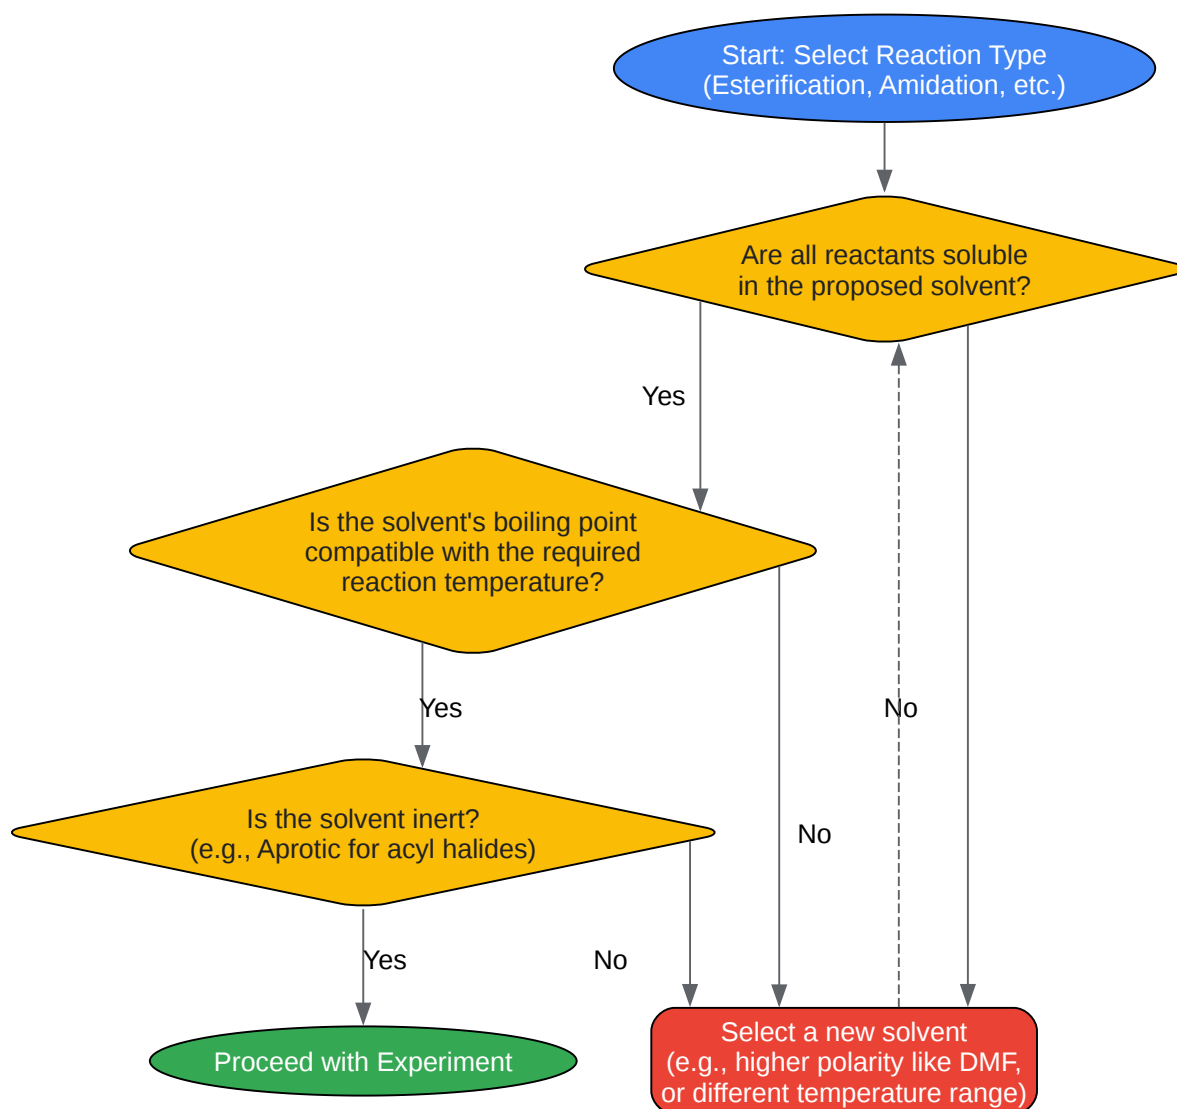 Start: Select Reaction Type
(Esterification, Amidation, etc.)
Are all reactants soluble
in the proposed solvent?
Yes
Is the solvent's boiling point
compatible with the required
reaction temperature?
Yes
No
Is the solvent inert?
(e.g., Aprotic for acyl halides)
No
Yes
No
Proceed with Experiment
Select a new solvent
(e.g., higher polarity like DMF,
or different temperature range)